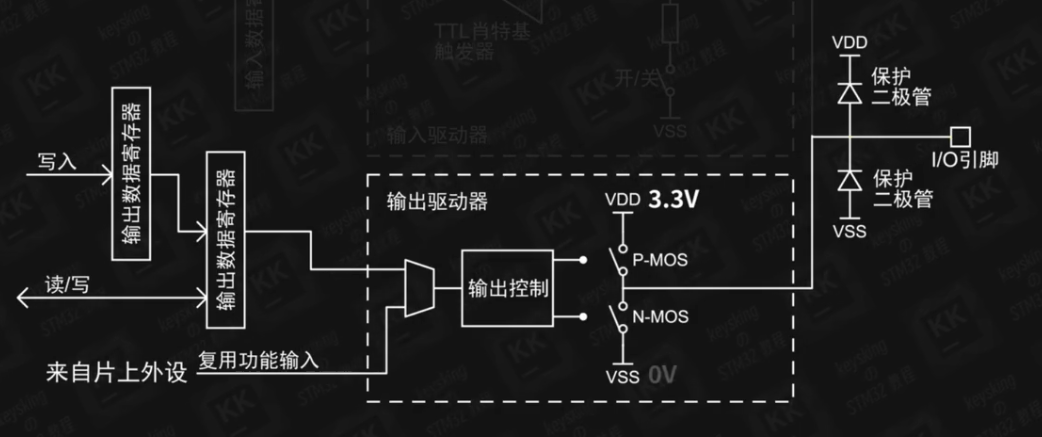 输入数据寄
TTL肖特基
触发器
开/关
VSS
输入驱动器
VDD
保护
二极管
I/O引脚
保护
二极管
VSS
写入
输出数据寄存器
输出数据寄存器
读/写
来自片上外设
复用功能输入
输出驱动器
输出控制
VDD 3.3V
P-MOS
N-MOS
VSS 0V